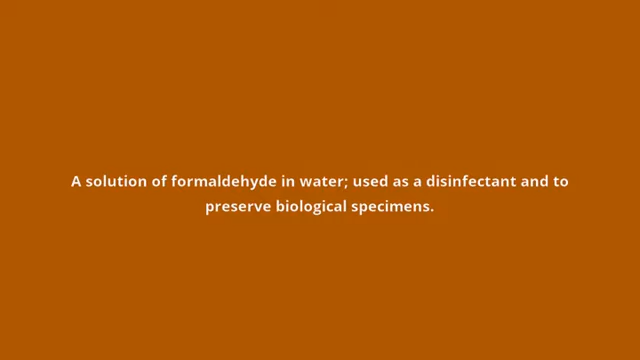 A solution of formaldehyde in water; used as a disinfectant and to
preserve biological specimens.